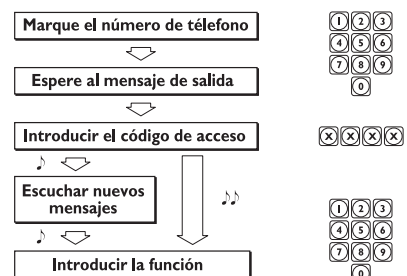 Marque el número de télefono
1 2 3
4 5 6
7 8 9
0
Espere al mensaje de salida
Introducir el código de acceso
X X X X
Escuchar nuevos
mensajes
1 2 3
4 5 6
7 8 9
0
Introducir la función